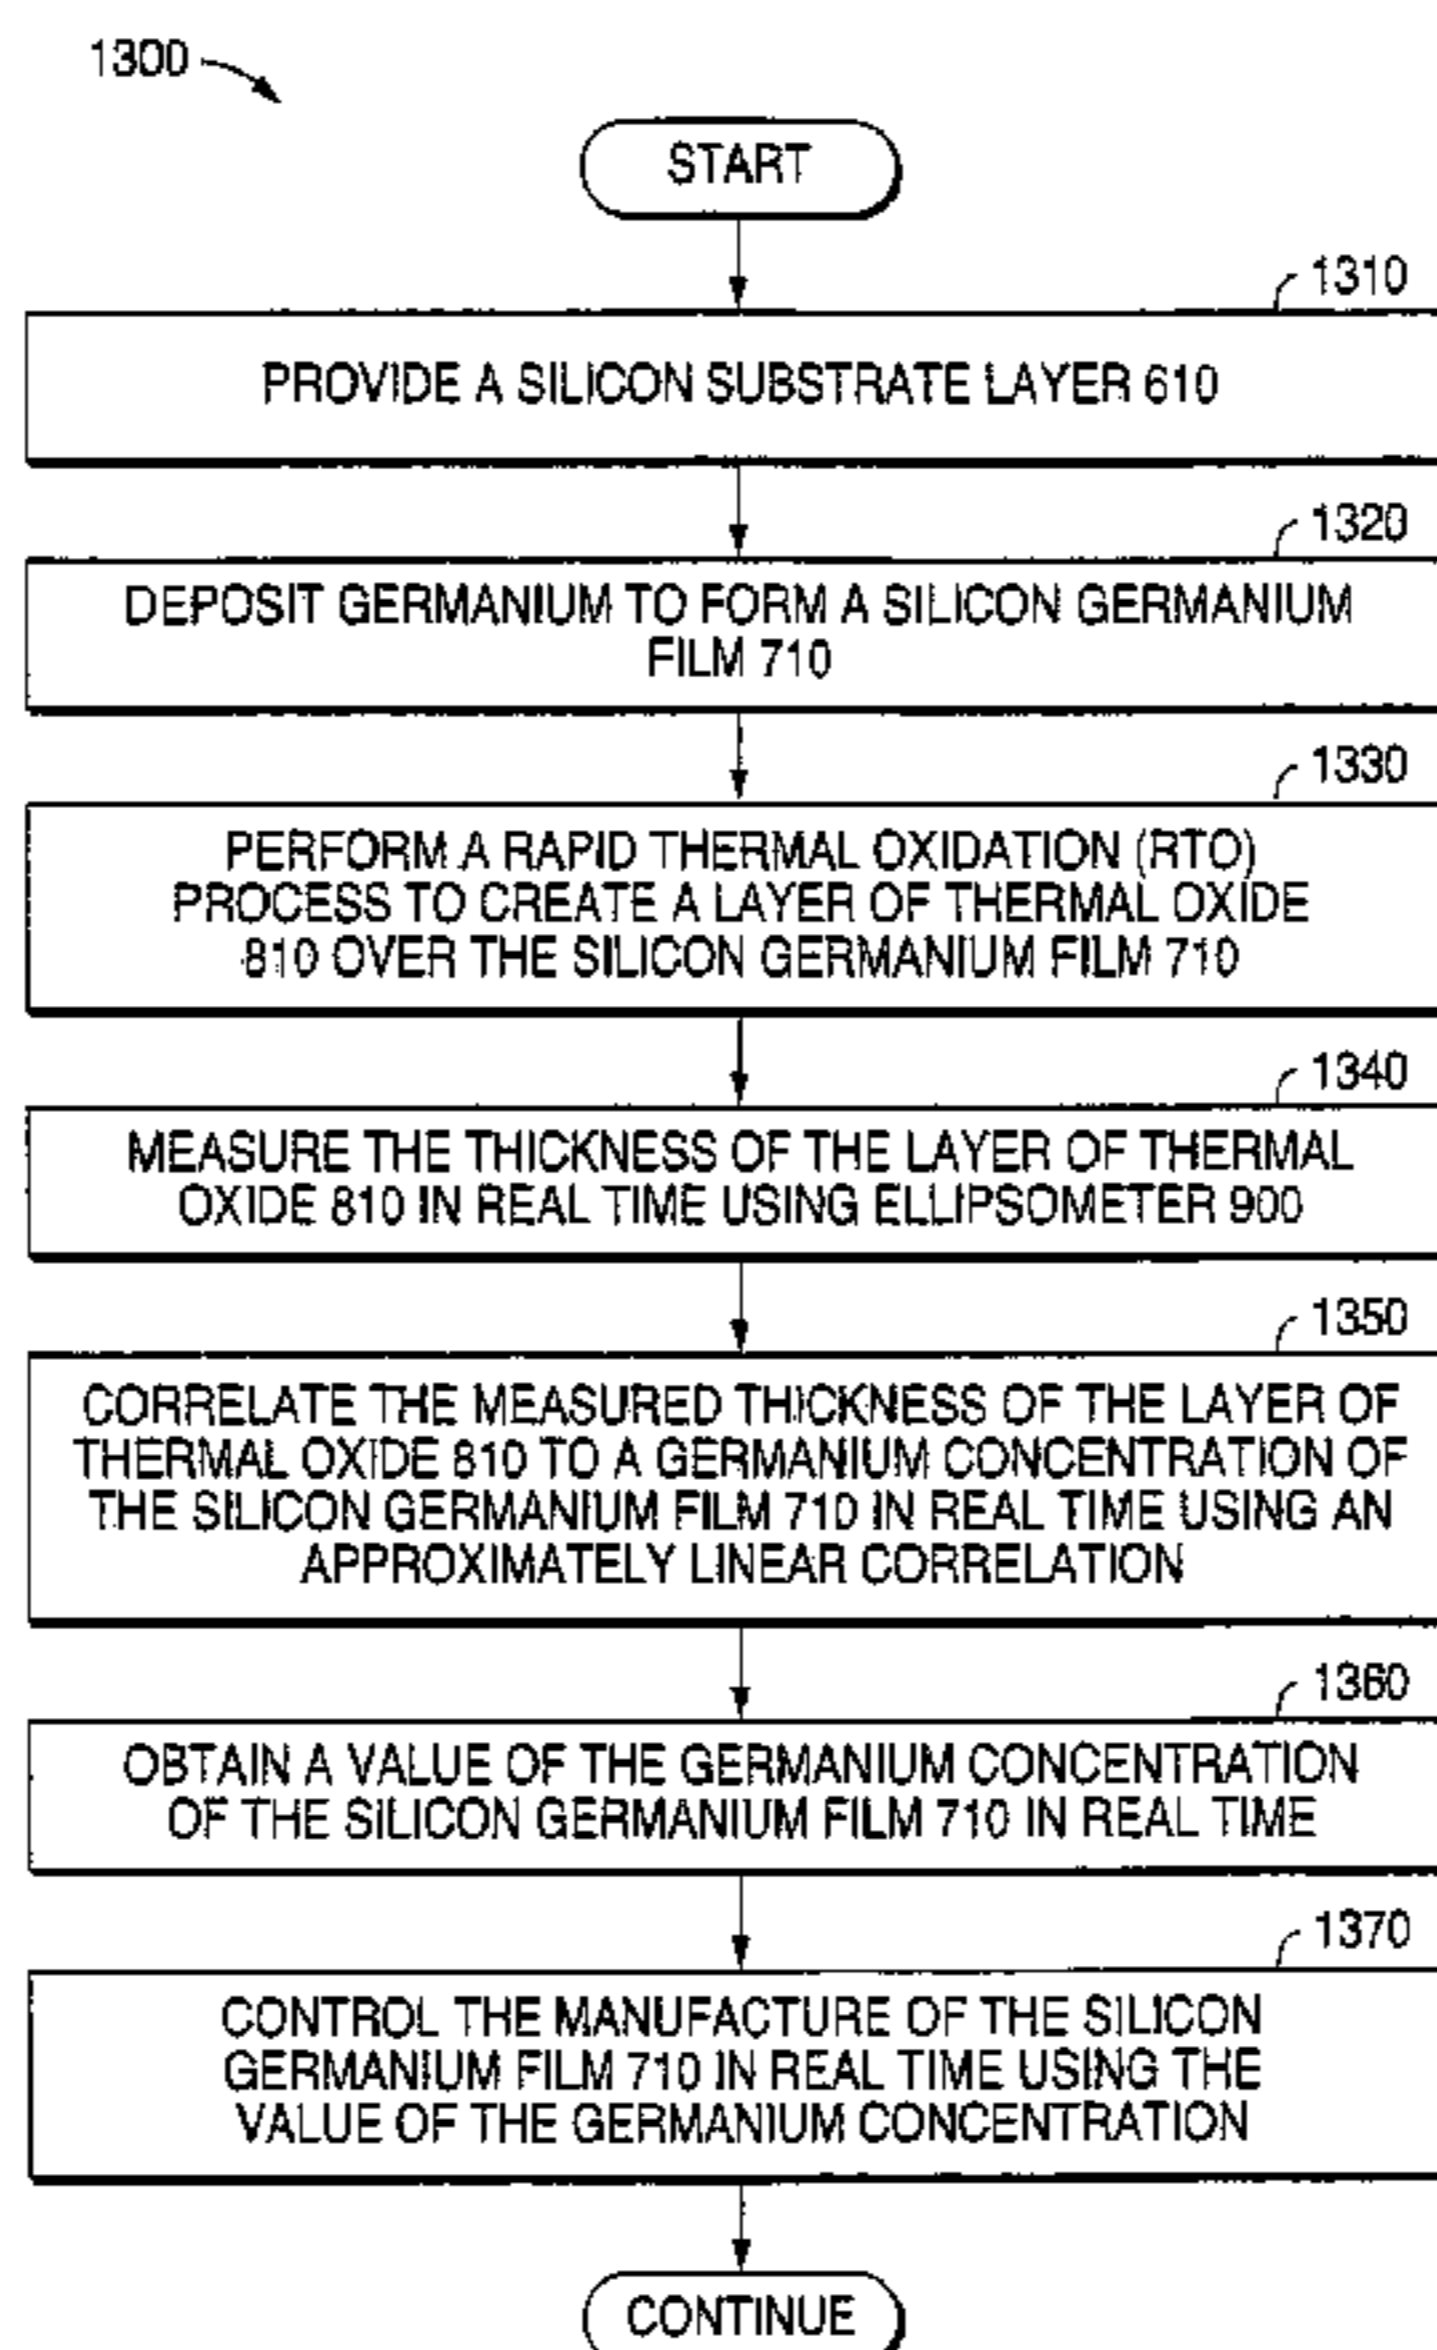 1300
START
1310
PROVIDE A SILICON SUBSTRATE LAYER 610
1320
DEPOSIT GERMANIUM TO FORM A SILICON GERMANIUM
FILM 710
1330
PERFORM A RAPID THERMAL OXIDATION (RTO)
PROCESS TO CREATE A LAYER OF THERMAL OXIDE
810 OVER THE SILICON GERMANIUM FILM 710
1340
MEASURE THE THICKNESS OF THE LAYER OF THERMAL
OXIDE 810 IN REAL TIME USING ELLIPSOMETER 900
1350
CORRELATE THE MEASURED THICKNESS OF THE LAYER OF
THERMAL OXIDE 810 TO A GERMANIUM CONCENTRATION OF
THE SILICON GERMANIUM FILM 710 IN REAL TIME USING AN
APPROXIMATELY LINEAR CORRELATION
1360
OBTAIN A VALUE OF THE GERMANIUM CONCENTRATION
OF THE SILICON GERMANIUM FILM 710 IN REAL TIME
1370
CONTROL THE MANUFACTURE OF THE SILICON
GERMANIUM FILM 710 IN REAL TIME USING THE
VALUE OF THE GERMANIUM CONCENTRATION
CONTINUE